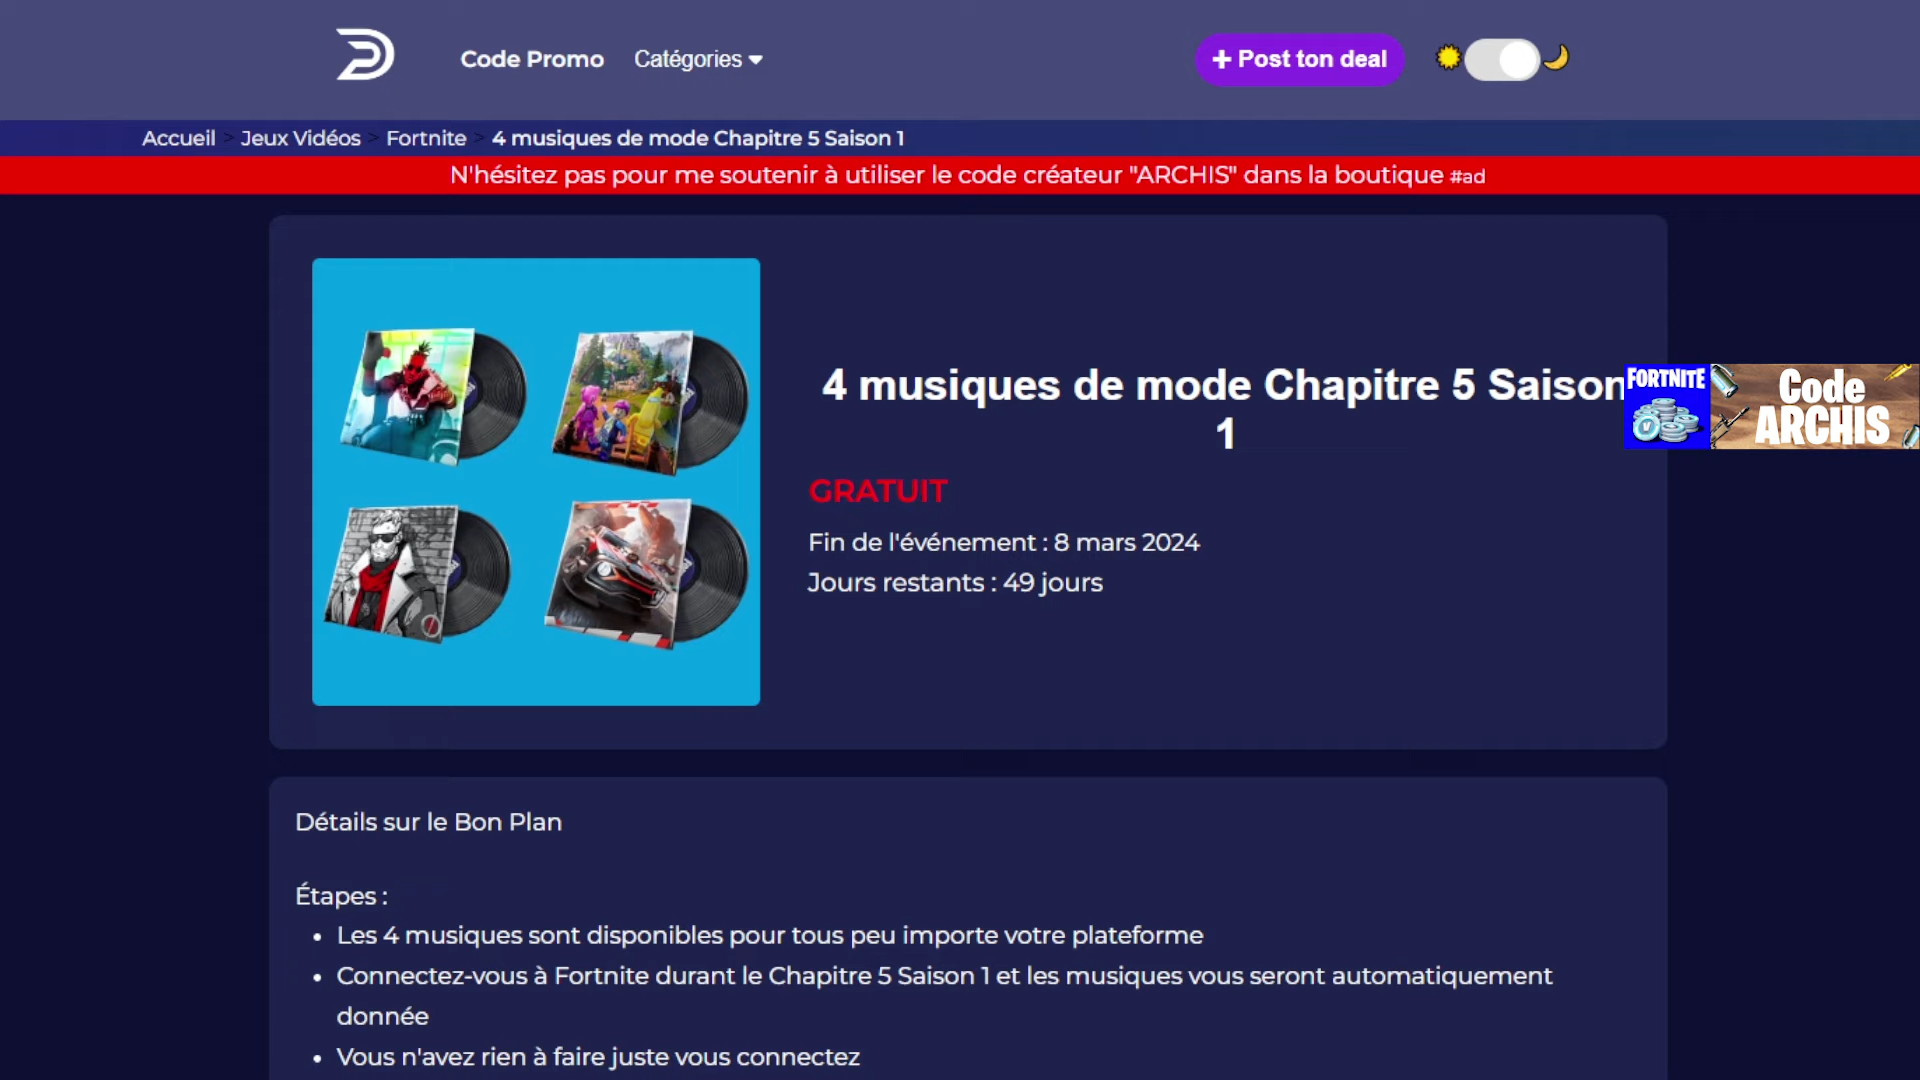 Code Promo
Catégories
+ Post ton deal
Accueil > Jeux Vidéos > Fortnite > 4 musiques de mode Chapitre 5 Saison 1
N'hésitez pas pour me soutenir à utiliser le code créateur "ARCHIS" dans la boutique #ad
4 musiques de mode Chapitre 5 Saison
1
FORTNITE
Code
ARCHIS
GRATUIT
Fin de l'événement : 8 mars 2024
Jours restants : 49 jours
Détails sur le Bon Plan
Étapes :
• Les 4 musiques sont disponibles pour tous peu importe votre plateforme
• Connectez-vous à Fortnite durant le Chapitre 5 Saison 1 et les musiques vous seront automatiquement
donnée
• Vous n'avez rien à faire juste vous connectez